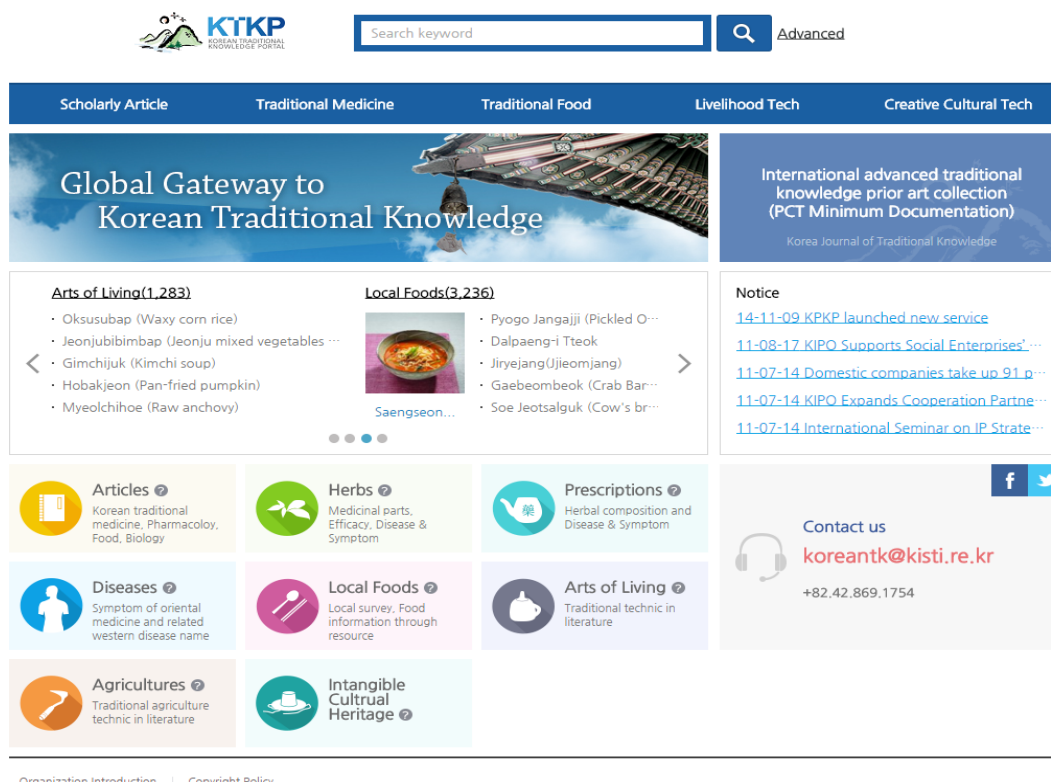 KTKP
KOREAN TRADITIONAL
KNOWLEDGE PORTAL
Search keyword
Advanced
Scholarly Article
Traditional Medicine
Traditional Food
Livelihood Tech
Creative Cultural Tech
Global Gateway to
Korean Traditional Knowledge
International advanced traditional
knowledge prior art collection
(PCT Minimum Documentation)
Korea Journal of Traditional Knowledge
Arts of Living(1,283)
· Oksusubap (Waxy corn rice)
· Jeonjubibimbap (Jeonju mixed vegetables ···
· Gimchijuk (Kimchi soup)
· Hobakjeon (Pan-fried pumpkin)
· Myeolchihoe (Raw anchovy)
Local Foods(3,236)
Saengseon...
· Pyogo Jangajji (Pickled O···
· Dalpaeng-i Tteok
· Jiryejang(Jjieomjang)
· Gaebeombeok (Crab Bar···
· Soe Jeotsalguk (Cow's br···
Notice
14-11-09 KPKP launched new service
11-08-17 KIPO Supports Social Enterprises' ···
11-07-14 Domestic companies take up 91 p···
11-07-14 KIPO Expands Cooperation Partne···
11-07-14 International Seminar on IP Strate···
Articles ?
Korean traditional
medicine, Pharmacoloy,
Food, Biology
Herbs ?
Medicinal parts,
Efficacy, Disease &
Symptom
藥
Prescriptions ?
Herbal composition and
Disease & Symptom
f
Contact us
koreantk@kisti.re.kr
+82.42.869.1754
Diseases ?
Symptom of oriental
medicine and related
western disease name
Local Foods ?
Local survey, Food
information through
resource
Arts of Living ?
Traditional technic in
literature
Agricultures ?
Traditional agriculture
technic in literature
Intangible
Cultrual
Heritage ?
Organization Introduction | Copyright Policy